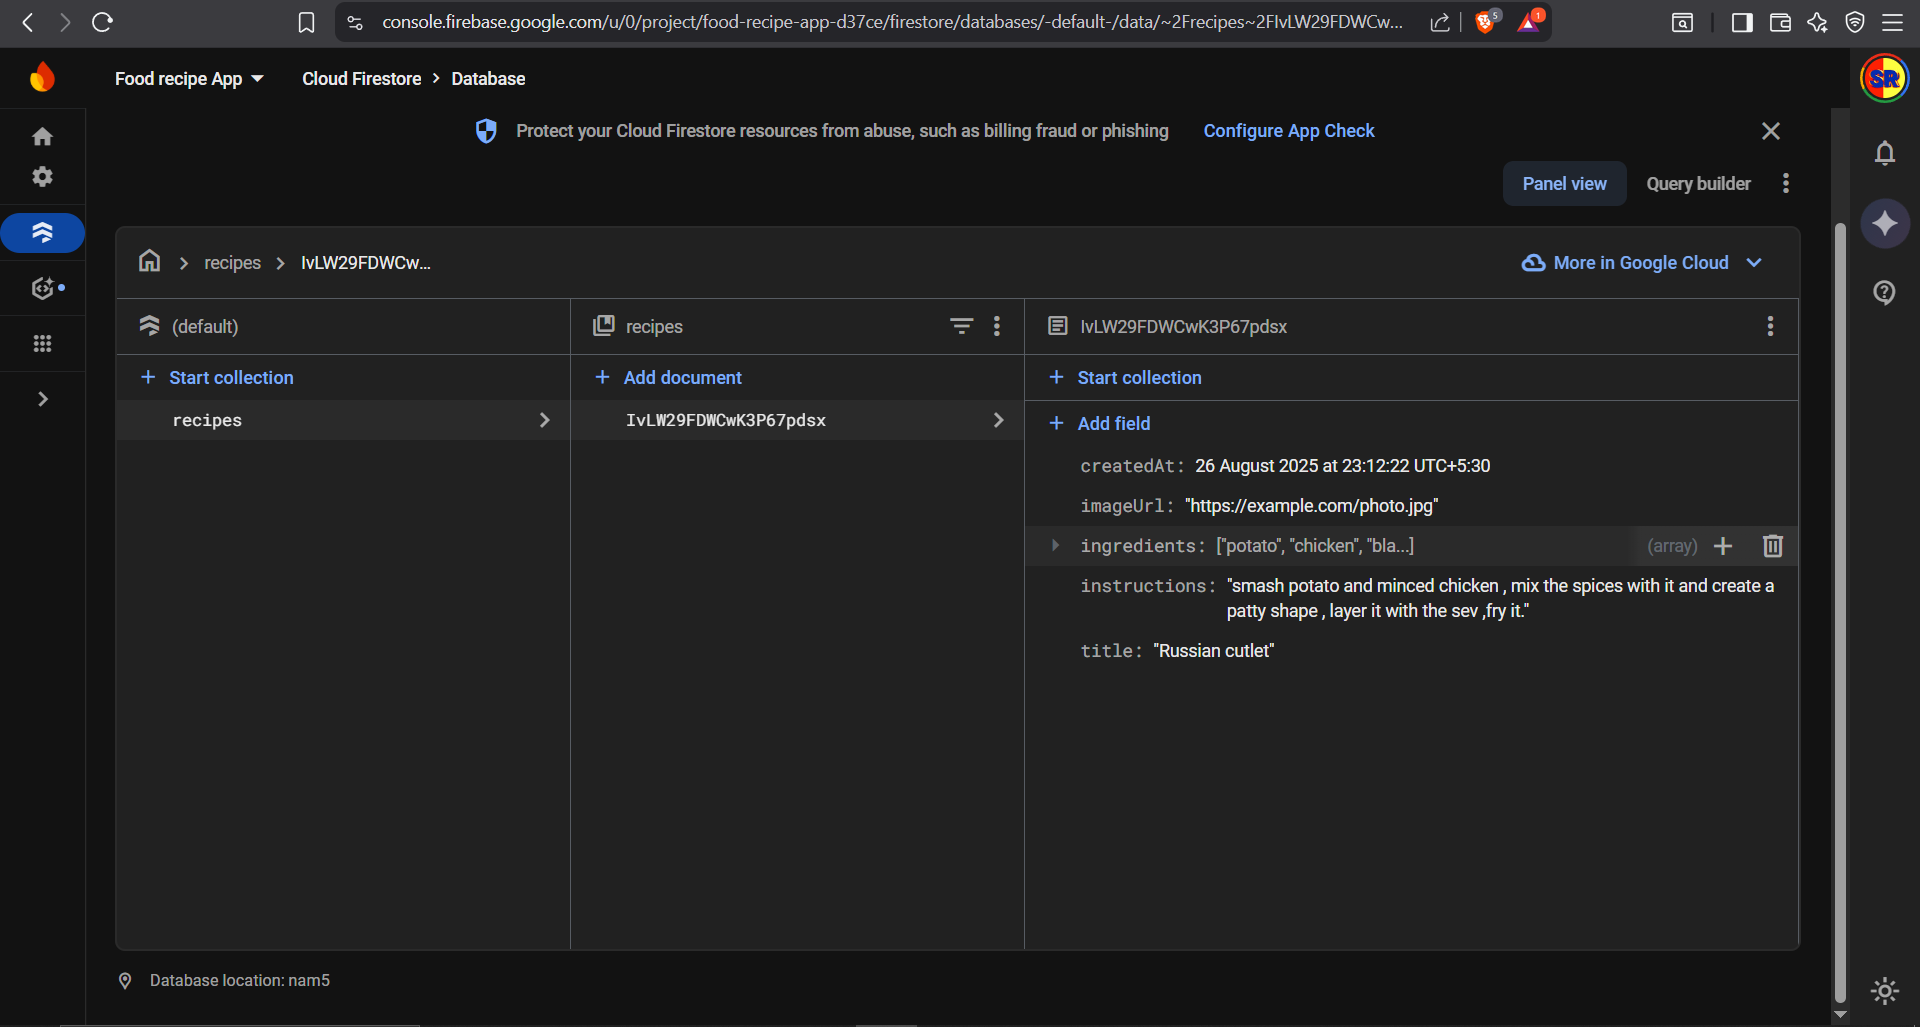 console.firebase.google.com/u/0/project/food-recipe-app-d37ce/firestore/databases/-default-/data/~2Frecipes~2FIvLW29FDWCw...
5
1
Food recipe App
Cloud Firestore > Database
SR
Protect your Cloud Firestore resources from abuse, such as billing fraud or phishing Configure App Check
Panel view
Query builder
recipes > IvLW29FDWCw...
More in Google Cloud
(default)
recipes
IvLW29FDWCwK3P67pdsx
+ Start collection
+ Add document
+ Start collection
recipes
IvLW29FDWCwK3P67pdsx
+ Add field
createdAt: 26 August 2025 at 23:12:22 UTC+5:30
imageUrl: "https://example.com/photo.jpg"
ingredients: ["potato", "chicken", "bla...]
(array)
instructions: "smash potato and minced chicken , mix the spices with it and create a
patty shape , layer it with the sev ,fry it."
title: "Russian cutlet"
Database location: nam5